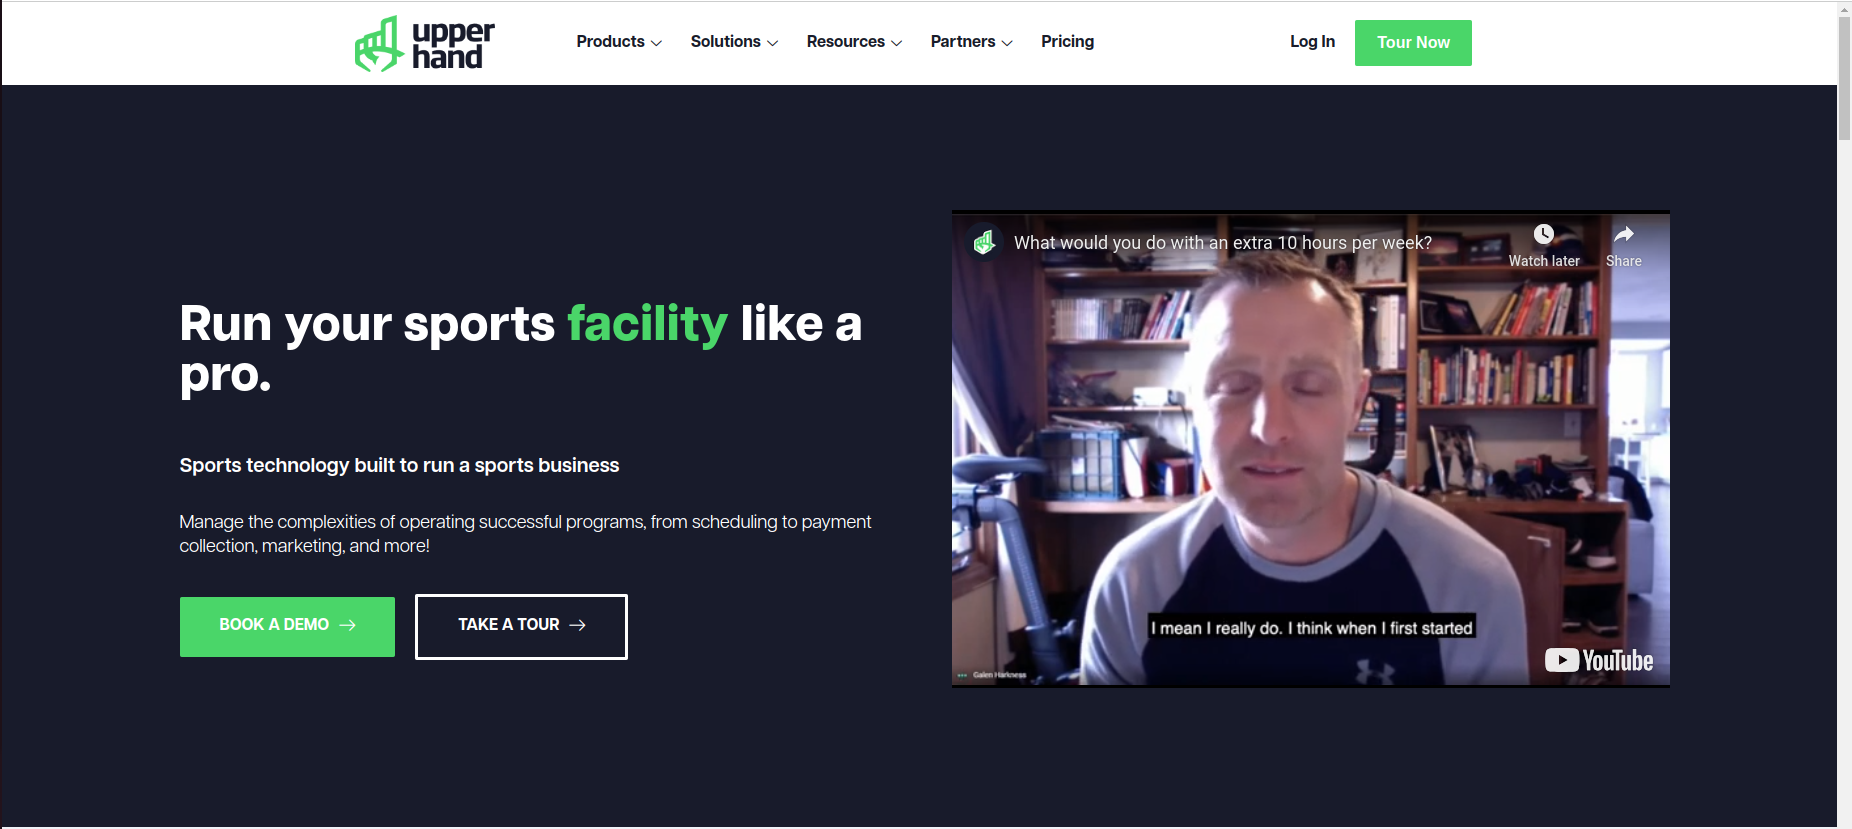 upper
hand
Products
Solutions
Resources
Partners
Pricing
Log In
Tour Now
Run your sports facility like a
pro.
Sports technology built to run a sports business
Manage the complexities of operating successful programs, from scheduling to payment
collection, marketing, and more!
BOOK A DEMO →
TAKE A TOUR →
What would you do with an extra 10 hours per week?
Watch later
Share
I mean I really do. I think when I first started
YouTube
Galen Harkness